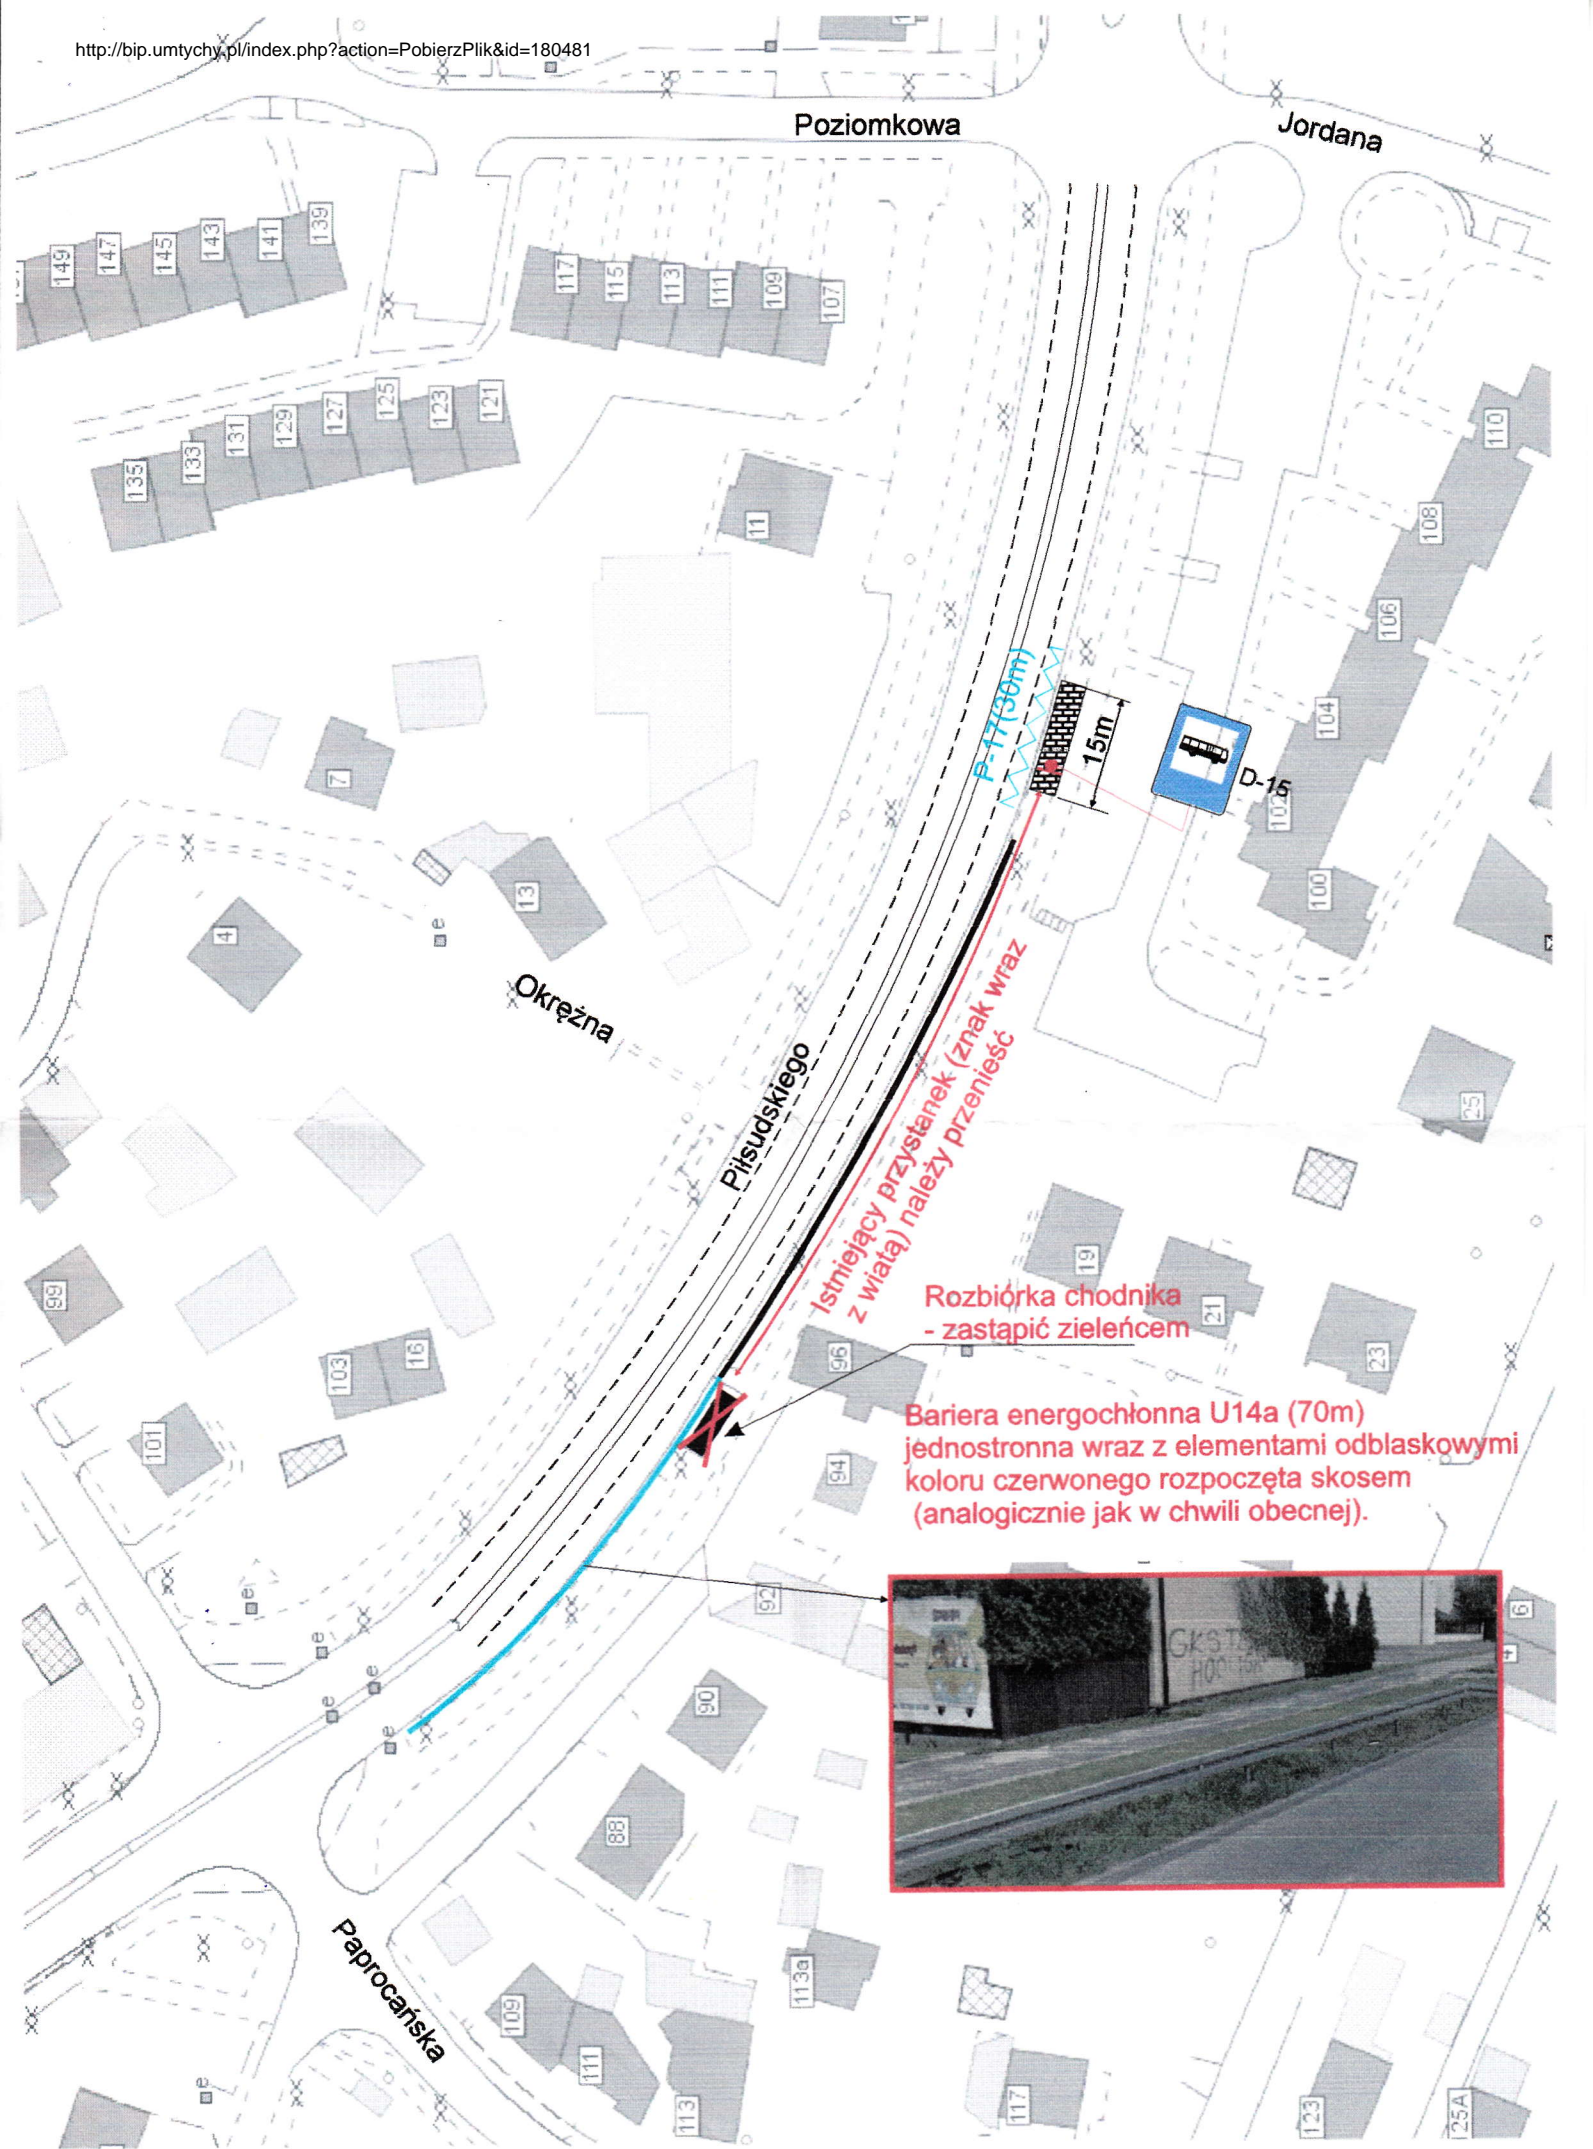 http://bip.umtychy.pl/index.php?action=PobierzPlik&id=180481
Poziomkowa
Jordana
149
147
145
143
141
139
117
115
113
111
109
107
135
133
131
129
127
125
123
121
11
110
108
106
104
102
100
7
13
4
e
P-17(30m)
15m
D-15
Okrężna
Piłsudskiego
Istniejący przystanek (znak wraz
z wiatą) należy przenieść
25
19
21
23
99
103
16
101
96
94
92
90
88
Rozbiórka chodnika
- zastąpić zieleńcem
Bariera energochłonna U14a (70m)
jednostronna wraz z elementami odblaskowymi
koloru czerwonego rozpoczęta skosem
(analogicznie jak w chwili obecnej).
6
4
e
e
e
e
e
e
Paprocańska
109
111
113
113a
117
123
25A